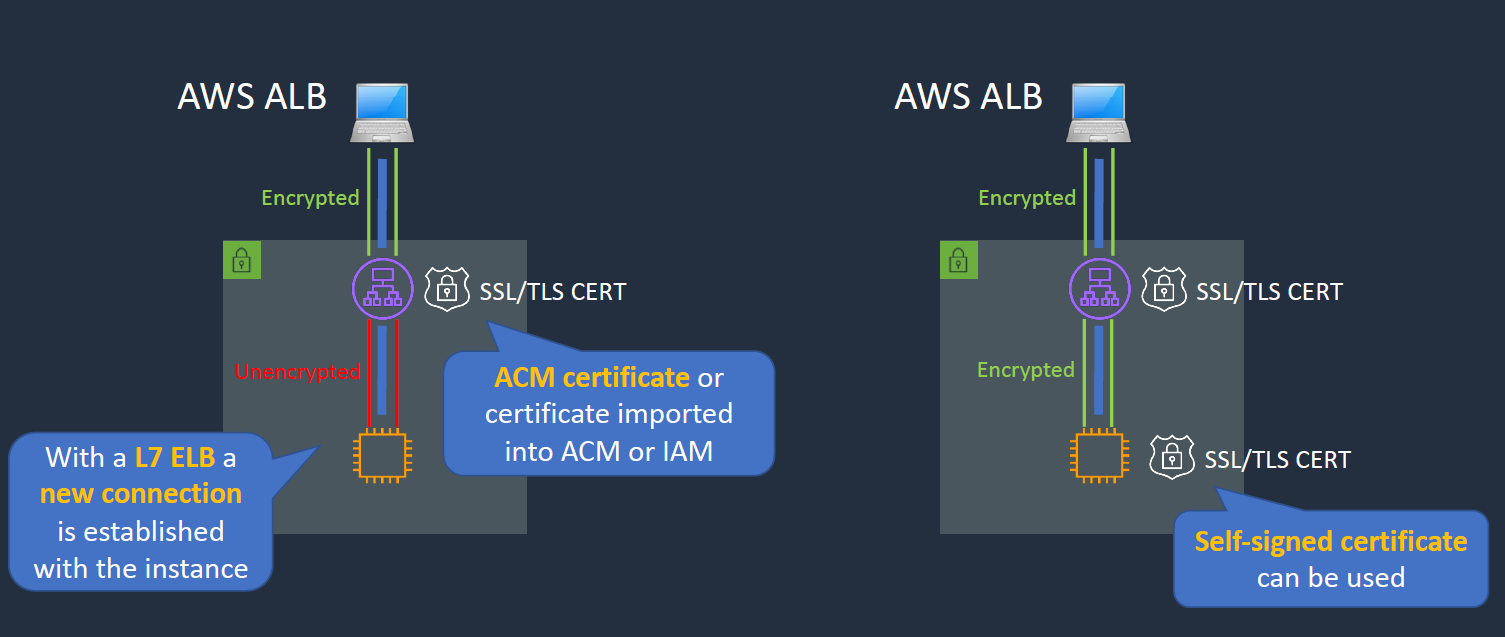 AWS ALB
Encrypted
SSL/TLS CERT
Unencrypted
ACM certificate or
certificate imported
into ACM or IAM
With a L7 ELB a
new connection
is established
with the instance
AWS ALB
Encrypted
SSL/TLS CERT
Encrypted
SSL/TLS CERT
Self-signed certificate
can be used